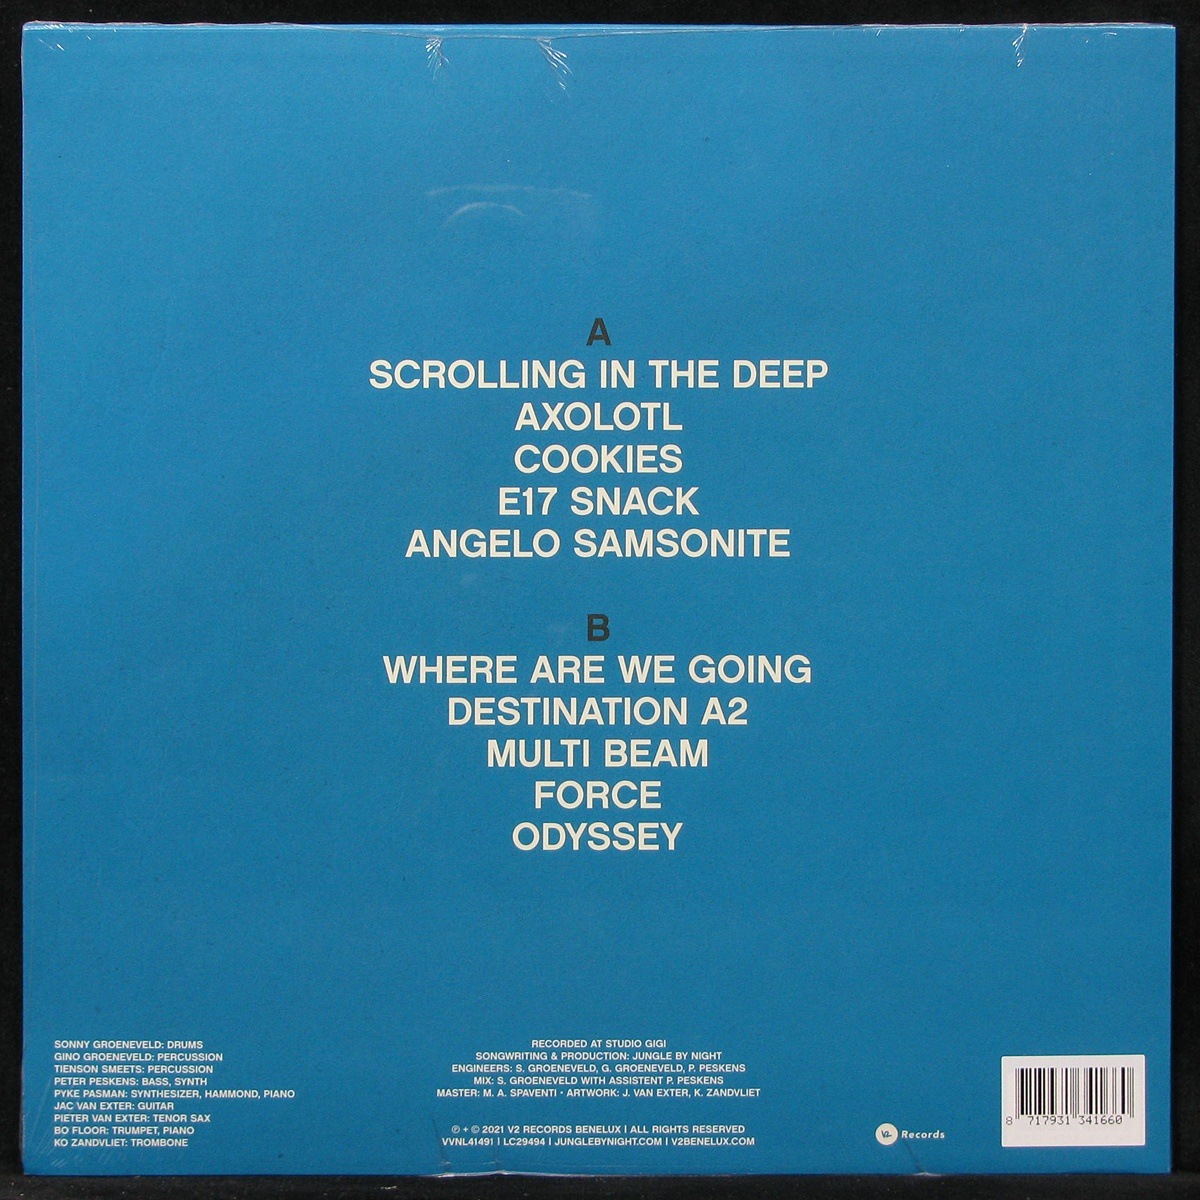 A
SCROLLING IN THE DEEP
AXOLOTL
COOKIES
E17 SNACK
ANGELO SAMSONITE
B
WHERE ARE WE GOING
DESTINATION A2
MULTI BEAM
FORCE
ODYSSEY
SONNY GROENEVELD: DRUMS
GINO GROENEVELD: PERCUSSION
TIENSON SMEETS: PERCUSSION
PETER PESKENS: BASS, SYNTH
PYKE PASMAN: SYNTHESIZER, HAMMOND, PIANO
JAC VAN EXTER: GUITAR
PIETER VAN EXTER: TENOR SAX
BO FLOOR: TRUMPET, PIANO
KO ZANDVLIET: TROMBONE
RECORDED AT STUDIO GIGI
SONGWRITING & PRODUCTION: JUNGLE BY NIGHT
ENGINEERS: S. GROENEVELD, G. GROENEVELD, P. PESKENS
MIX: S. GROENEVELD WITH ASSISTENT P. PESKENS
MASTER: M. A. SPAVENTI - ARTWORK: J. VAN EXTER, K. ZANDVLIET
℗ + © 2021 V2 RECORDS BENELUX | ALL RIGHTS RESERVED
VVNL41491 | LC29494 | JUNGLEBYNIGHT.COM | V2BENELUX.COM
V2 Records
8 717931 341660